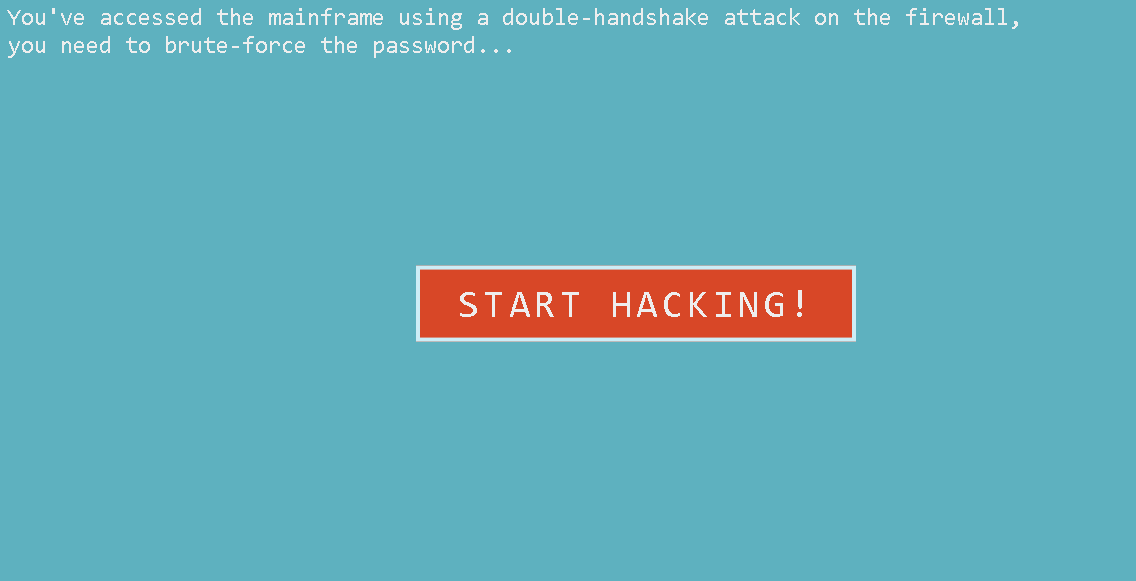 You've accessed the mainframe using a double-handshake attack on the firewall,
you need to brute-force the password...
START HACKING!